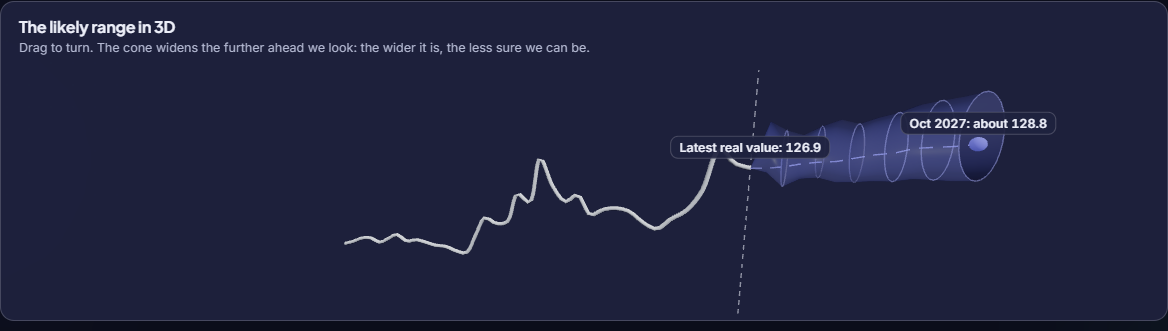 The likely range in 3D
Drag to turn. The cone widens the further ahead we look: the wider it is, the less sure we can be.
Oct 2027: about 128.8
Latest real value: 126.9